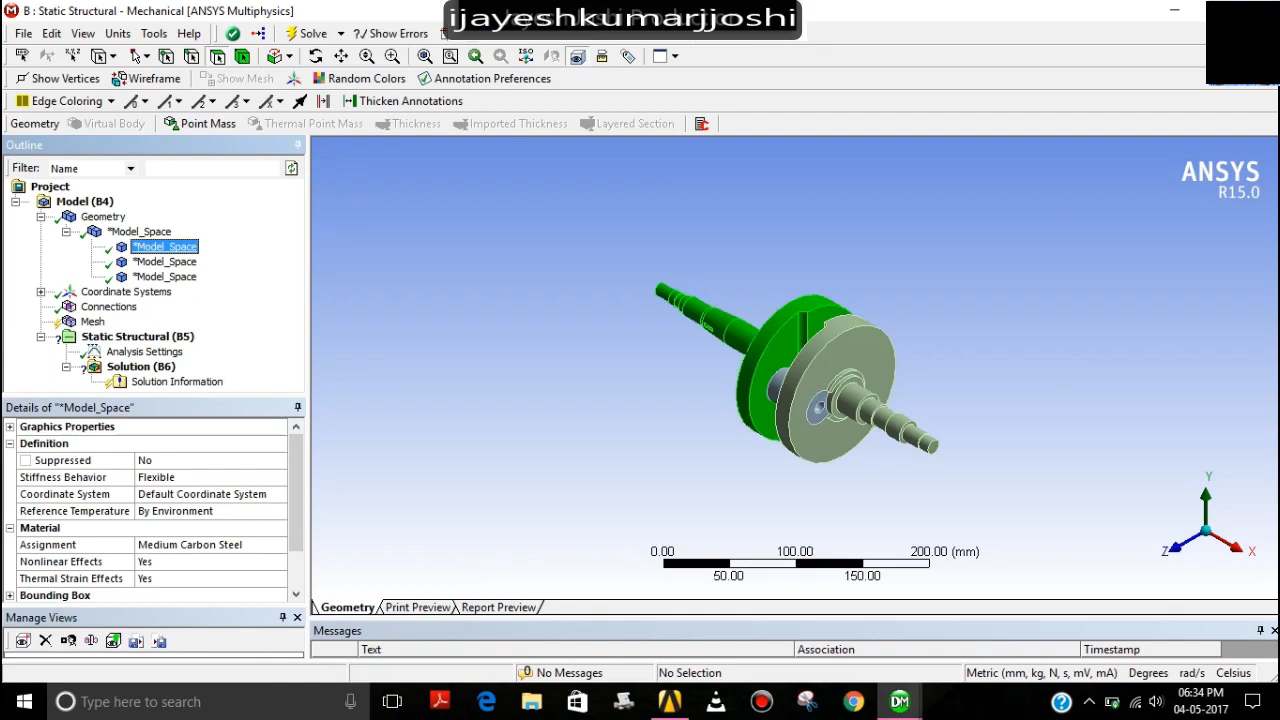 B : Static Structural - Mechanical [ANSYS Multiphysics]
ijayeshkumarjjoshi
File Edit View Units Tools Help Solve ?/ Show Errors
Show Vertices Wireframe Show Mesh Random Colors Annotation Preferences
Edge Coloring Thicken Annotations
Geometry Virtual Body Point Mass Thermal Point Mass Thickness Imported Thickness Layered Section
Outline
Filter: Name
Project
Model (B4)
Geometry
*Model_Space
*Model_Space
*Model_Space
*Model_Space
Coordinate Systems
Connections
Mesh
Static Structural (B5)
Analysis Settings
Solution (B6)
Solution Information
Details of "*Model_Space"
Graphics Properties
Definition
Suppressed No
Stiffness Behavior Flexible
Coordinate System Default Coordinate System
Reference Temperature By Environment
Material
Assignment Medium Carbon Steel
Nonlinear Effects Yes
Thermal Strain Effects Yes
Bounding Box
Manage Views
ANSYS
R15.0
Y
Z
X
0.00 100.00 200.00 (mm)
50.00 150.00
Geometry Print Preview Report Preview
Messages
Text Association Timestamp
No Messages No Selection Metric (mm, kg, N, s, mV, mA) Degrees rad/s Celsius
Type here to search
DM
06:34 PM
04-05-2017